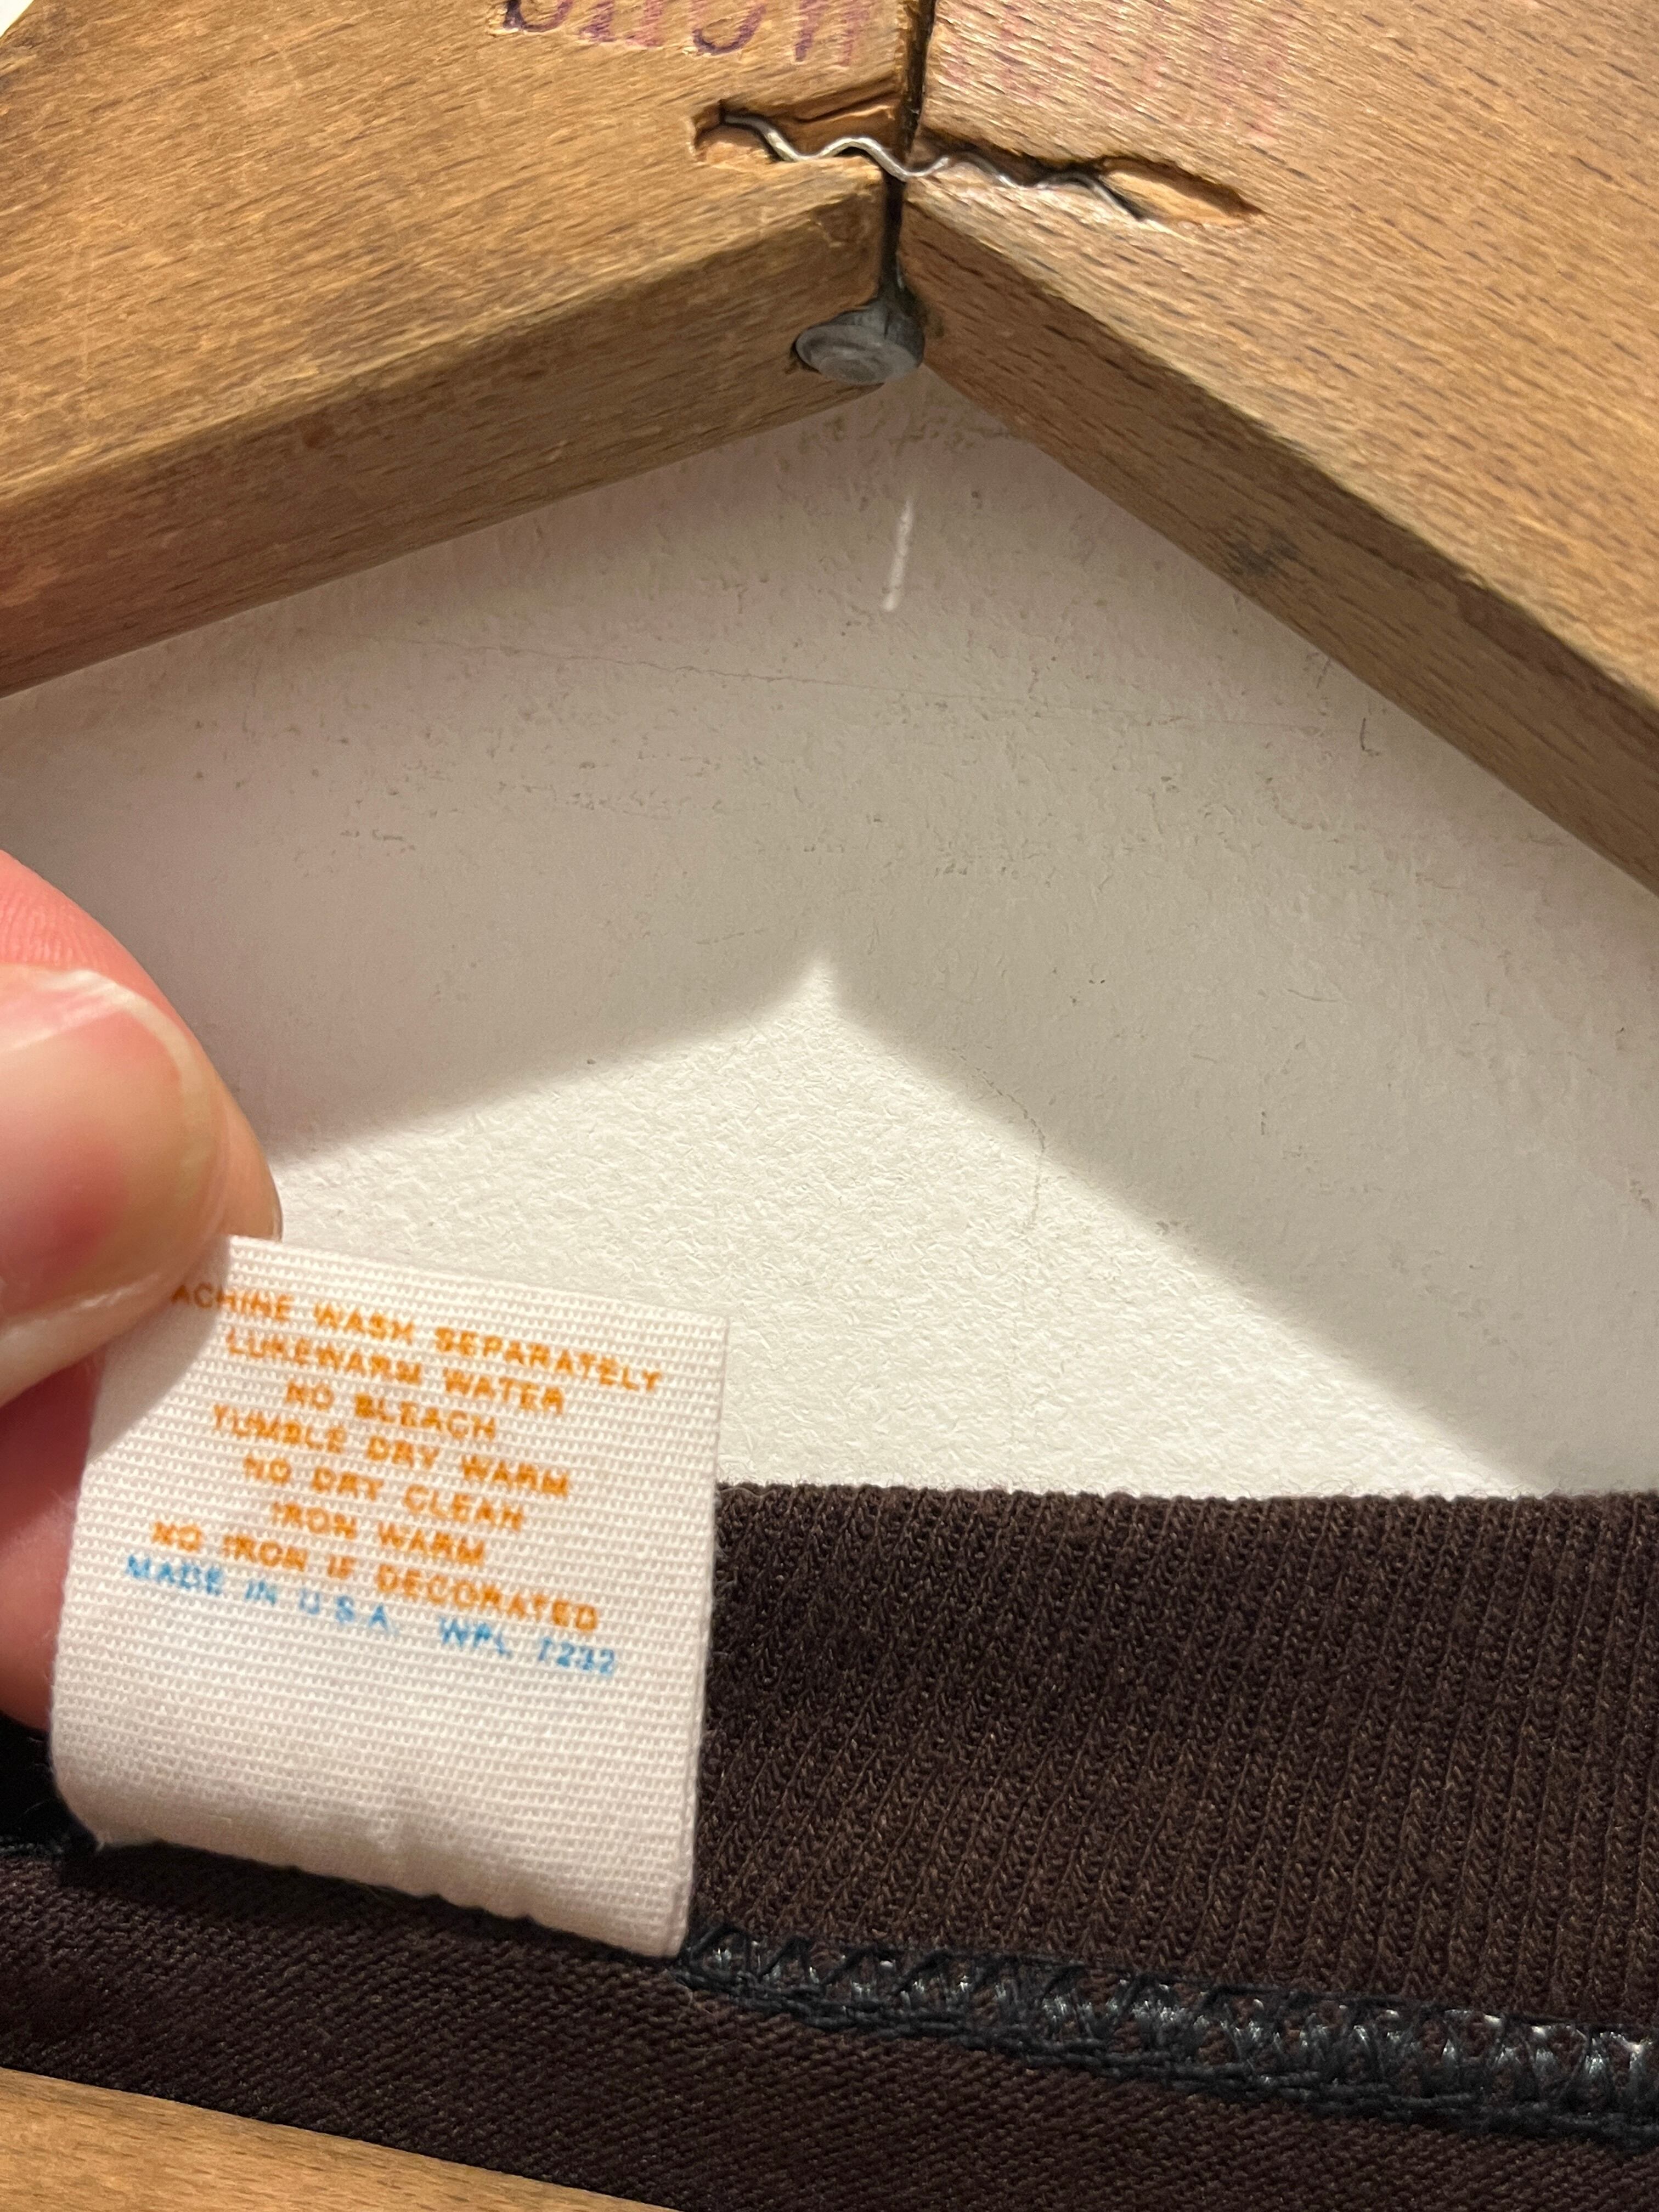 ACHINE WASH SEPARATELY
LUKEWARM WATER
NO BLEACH
TUMBLE DRY WARM
NO DRY CLEAN
IRON WARM
NO IRON IF DECORATED
MADE IN U.S.A. WPL 7232